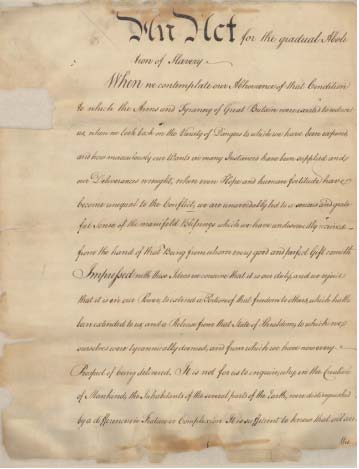 An Act for the gradual Aboli
tion of Slavery
When we contemplate our Abhorence of that Condition
to which the Arms and Tyranny of Great Britain were exerted to reduce
us, when we look back on the Variety of Dangers to which we have been exposed
and how miraculously our Wants in many Instances have been supplied and
our Deliverances wrought, when even Hope and human fortitude have
become unequal to the Conflict; we are unavoidably led to a serious and grate
ful Sense of the manifold Blessings which we have undeservedly received
from the hand of that Being from whom every good and perfect Gift cometh
Impressed with these Ideas we conceive that it is our duty, and we rejoice
that it is in our Power, to extend a Portion of that freedom to others, which hath
been extended to us; and a Release from that State of Thraldom, to which we
ourselves were tyrannically doomed, and from which we have now every
Prospect of being delivered. It is not for us to enquire, why, in the Creation
of Mankind, the Inhabitants of the several parts of the Earth, were distinguished
by a difference in Feature or Complexion. It is sufficient to know that all are
the